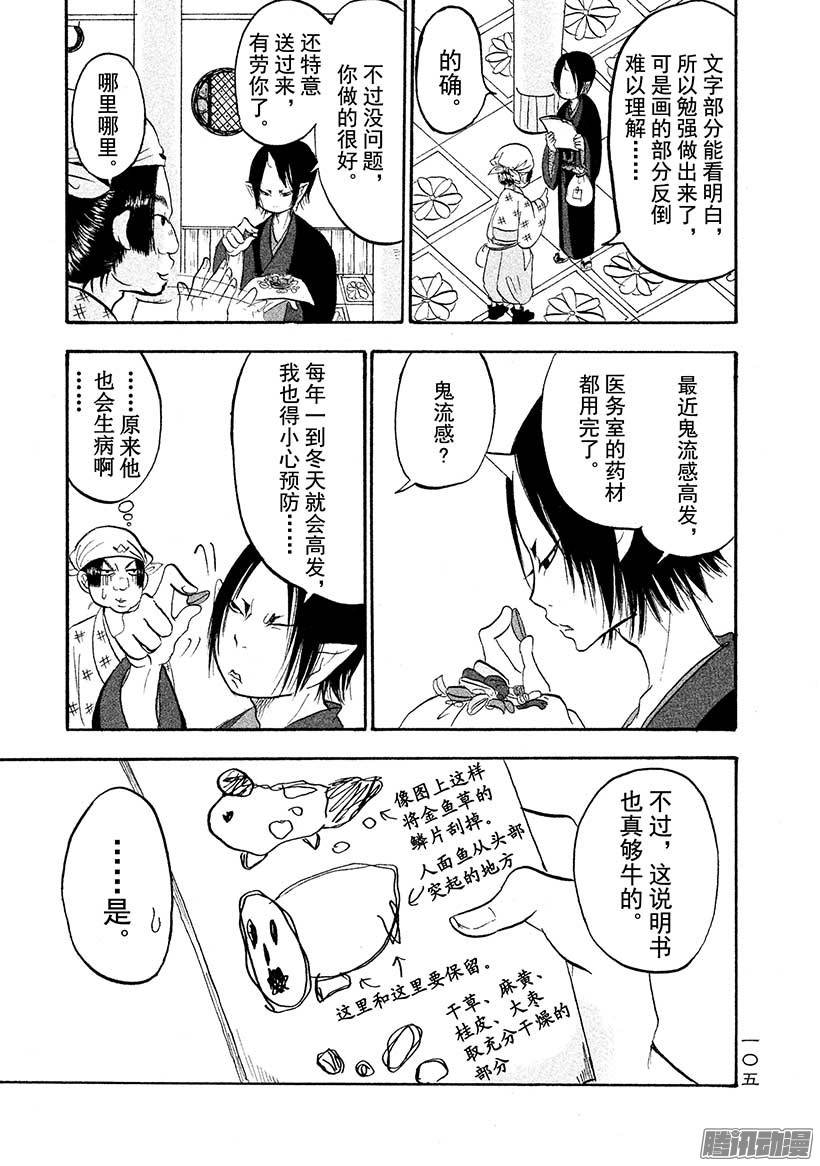 文字部分能看明白，
所以勉强做出来了，
可是画的部分反倒
难以理解……
的确。
不过没问题，
你做的很好。
还特意
送过来，
有劳你了。
哪里哪里。
最近鬼流感高发，
医务室的药材
都用完了。
鬼流感？
每年一到冬天就会高发，
我也得小心预防……
……原来他
也会生病啊
不过，这说明书
也真够牛的。
像图上这样
将金鱼草的
鳞片刮掉。
人面鱼从头部
突起的地方
这里和这里要保留。
干草、麻黄、
桂皮、大枣
取充分干燥的
部分
……是。
一〇五
腾讯动漫